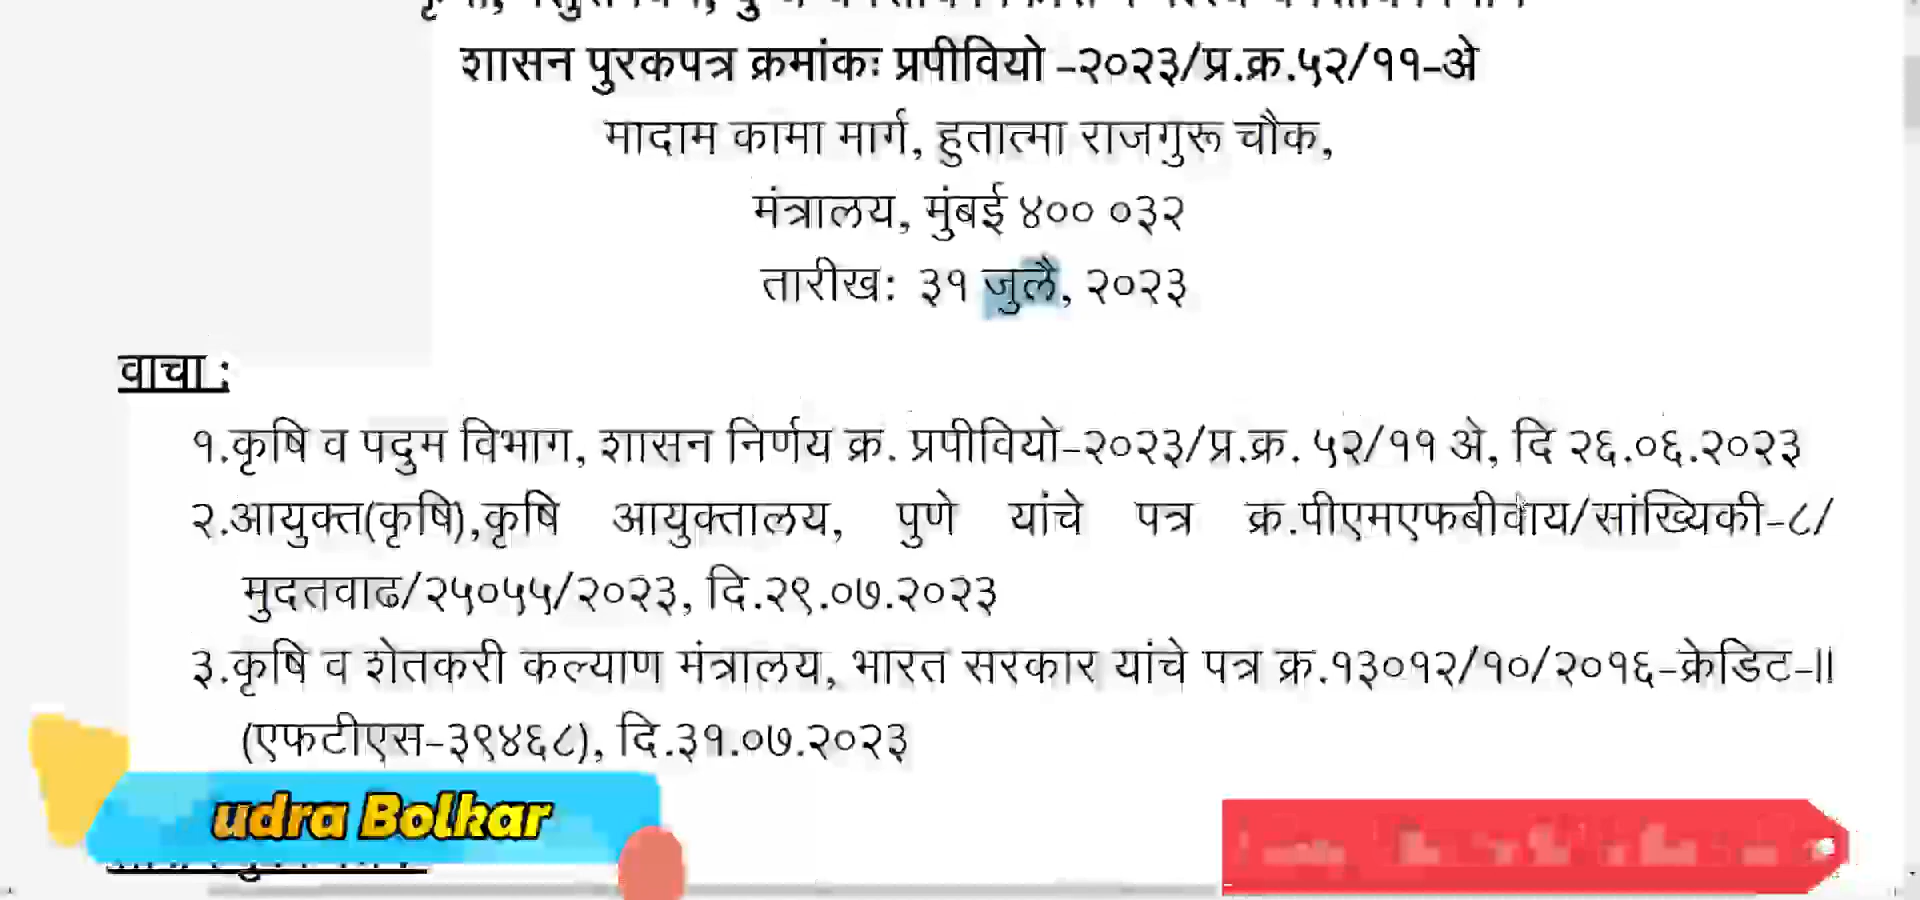 शासन पुरकपत्र क्रमांकः प्रपीवियो -२०२३/प्र.क्र.५२/११-अे
मादाम कामा मार्ग, हुतात्मा राजगुरू चौक,
मंत्रालय, मुंबई ४०० ०३२
तारीखः ३१ जुलै, २०२३
वाचा :
१.कृषि व पदुम विभाग, शासन निर्णय क्र. प्रपीवियो-२०२३/प्र.क्र. ५२/११ अे, दि २६.०६.२०२३
२.आयुक्त(कृषि),कृषि आयुक्तालय, पुणे यांचे पत्र क्र.पीएमएफबीवाय/सांख्यिकी-८/
मुदतवाढ/२५०५५/२०२३, दि.२९.०७.२०२३
३.कृषि व शेतकरी कल्याण मंत्रालय, भारत सरकार यांचे पत्र क्र.१३०१२/१०/२०१६-क्रेडिट-II
(एफटीएस-३९४६८), दि.३१.०७.२०२३
udra Bolkar